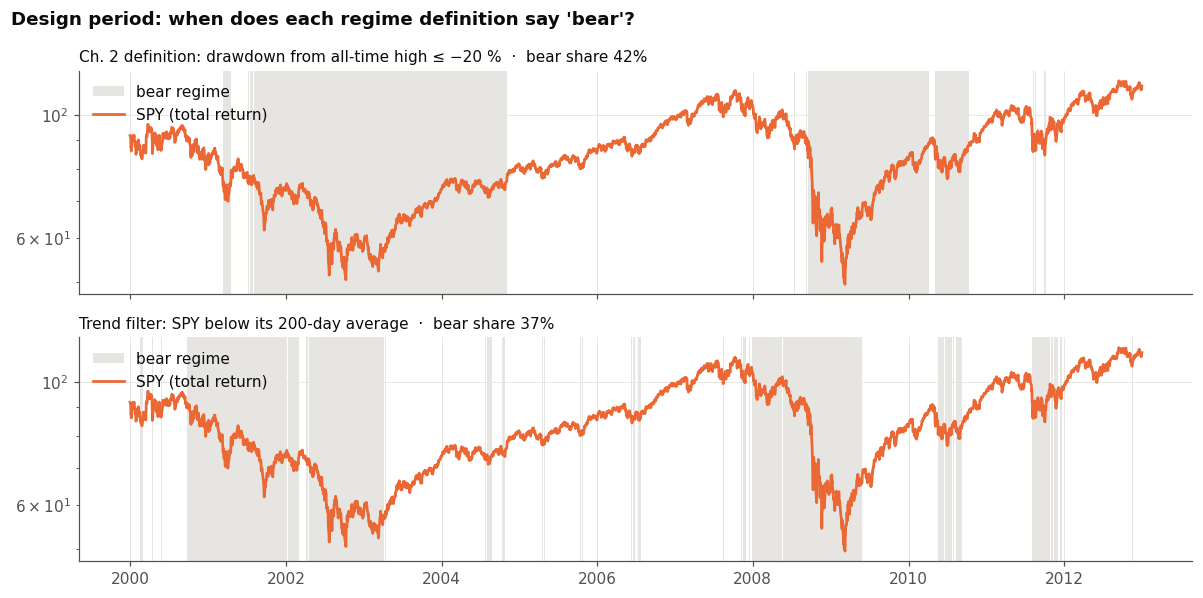 Design period: when does each regime definition say 'bear'?
Ch. 2 definition: drawdown from all-time high ≤ −20 %  ·  bear share 42%
bear regime
SPY (total return)
10²
6 × 10¹
Trend filter: SPY below its 200-day average  ·  bear share 37%
bear regime
SPY (total return)
10²
6 × 10¹
2000 2002 2004 2006 2008 2010 2012